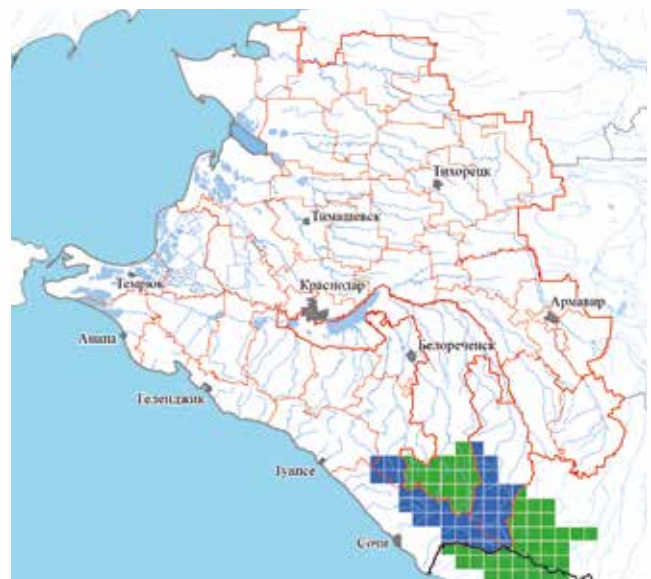 Тихорецк
Тимашевск
Темрюк
Краснодар
Армавир
Анапа
Белореченск
Геленджик
Туапсе
Сочи